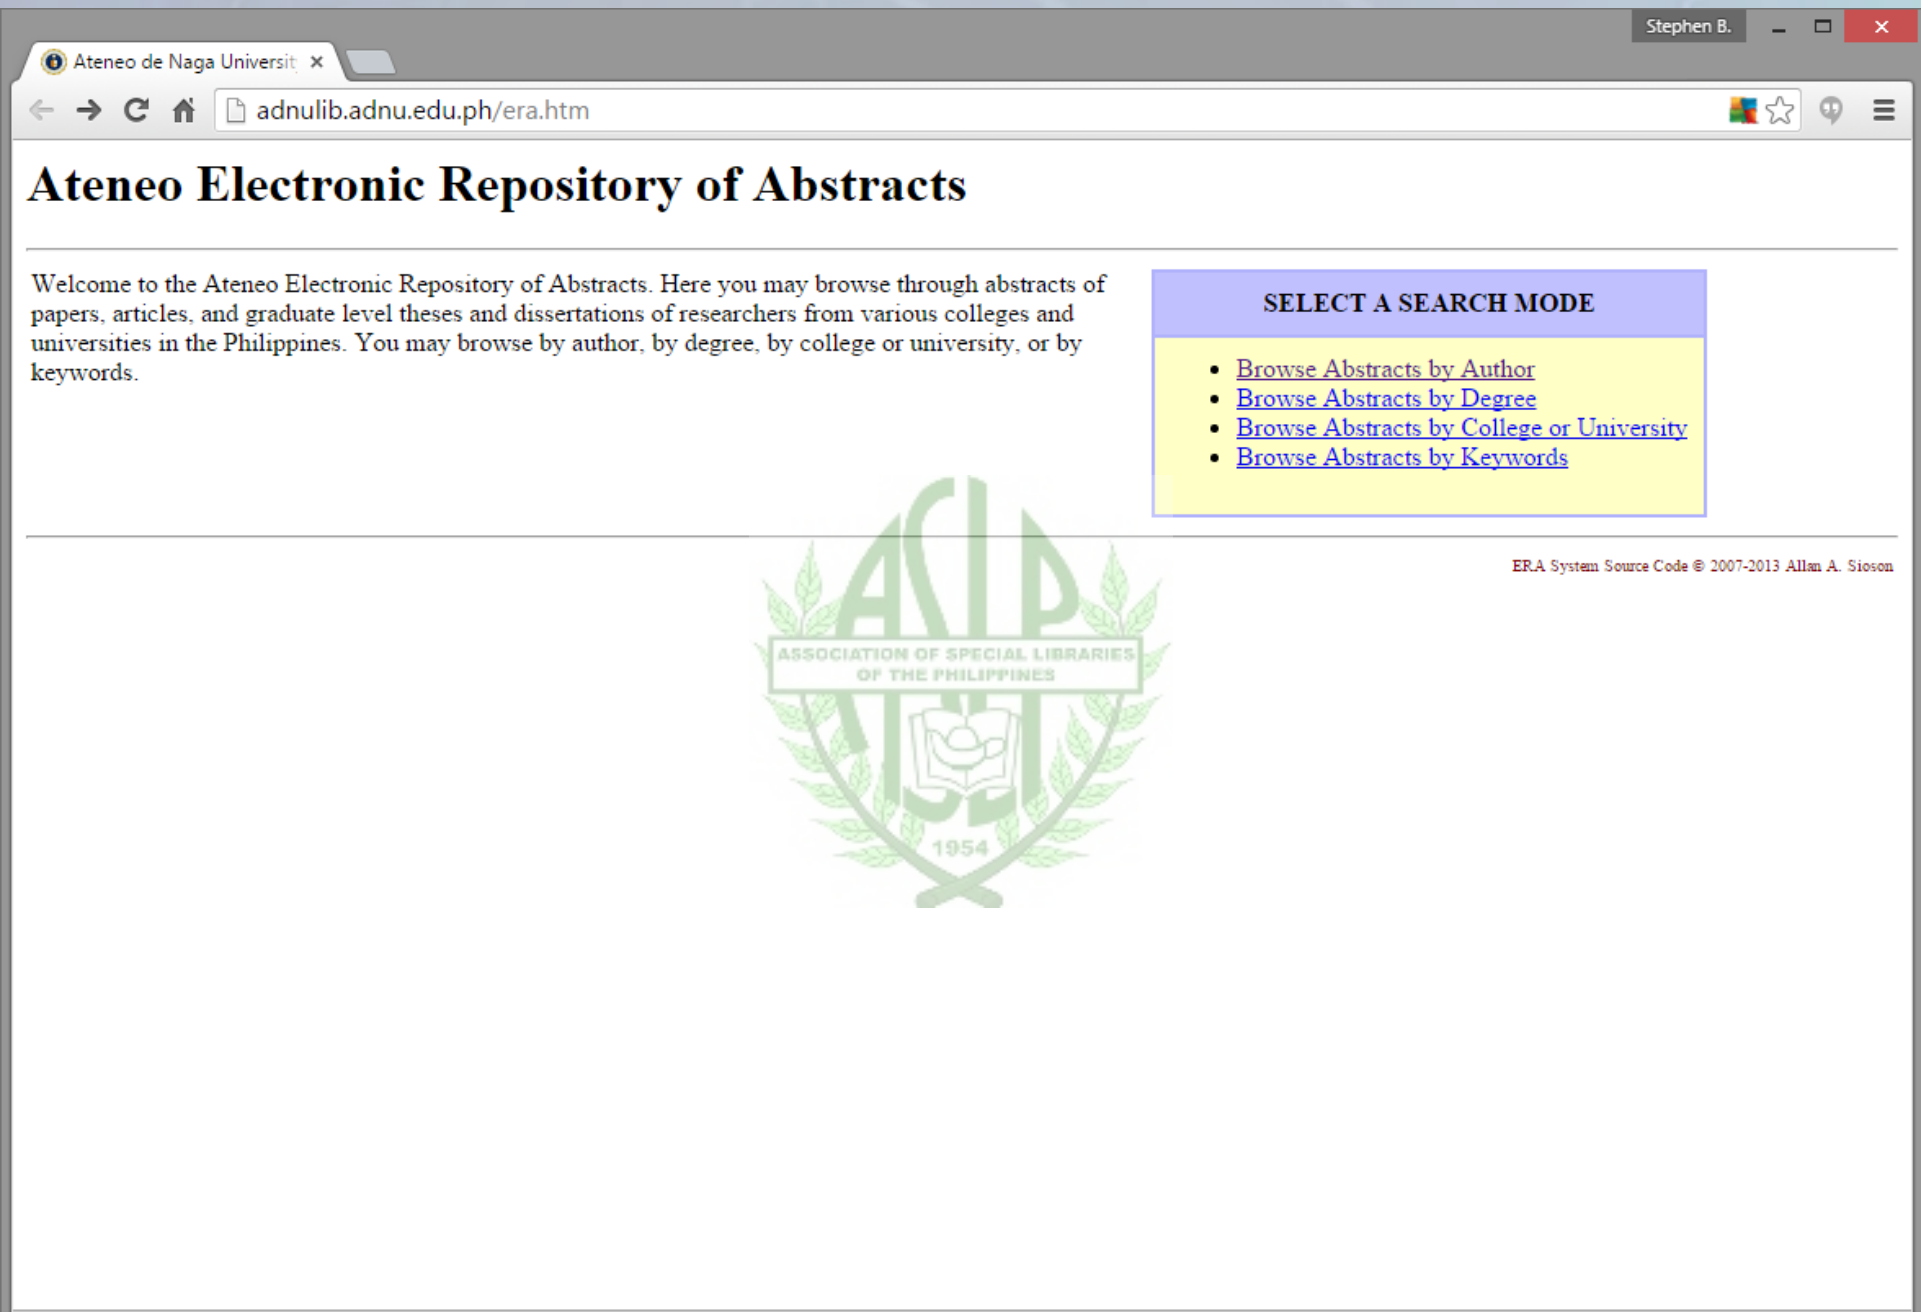 Stephen B.
Ateneo de Naga Universit
adnulib.adnu.edu.ph/era.htm
Ateneo Electronic Repository of Abstracts
Welcome to the Ateneo Electronic Repository of Abstracts. Here you may browse through abstracts of
papers, articles, and graduate level theses and dissertations of researchers from various colleges and
universities in the Philippines. You may browse by author, by degree, by college or university, or by
keywords.
SELECT A SEARCH MODE
• Browse Abstracts by Author
• Browse Abstracts by Degree
• Browse Abstracts by College or University
• Browse Abstracts by Keywords
ERA System Source Code © 2007-2013 Allan A. Sioson
ASLP
ASSOCIATION OF SPECIAL LIBRARIES
OF THE PHILIPPINES
1954